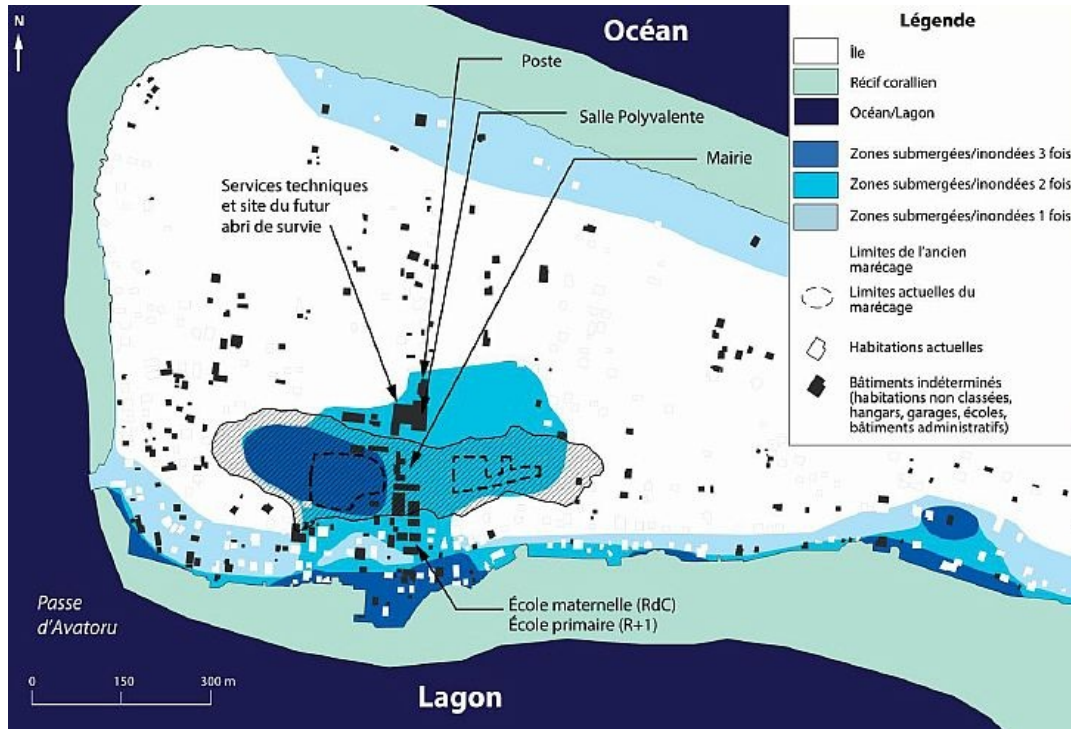 N
Océan
Poste
Salle Polyvalente
Mairie
Services techniques
et site du futur
abri de survie
École maternelle (RdC)
École primaire (R+1)
Passe
d'Avatoru
0 150 300 m
Lagon
Légende
Île
Récif corallien
Océan/Lagon
Zones submergées/inondées 3 fois
Zones submergées/inondées 2 fois
Zones submergées/inondées 1 fois
Limites de l'ancien
marécage
Limites actuelles du
marécage
Habitations actuelles
Bâtiments indéterminés
(habitations non classées,
hangars, garages, écoles,
bâtiments administratifs)